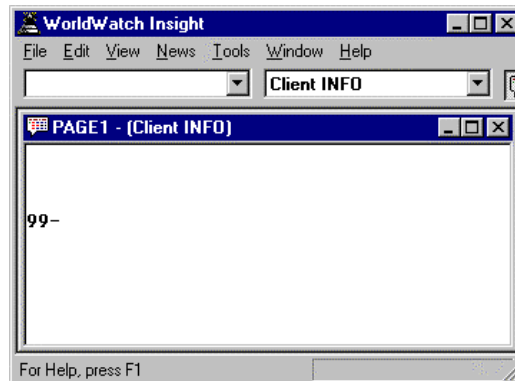 WorldWatch Insight
File Edit View News Tools Window Help
Client INFO
PAGE1 - (Client INFO)
99-
For Help, press F1